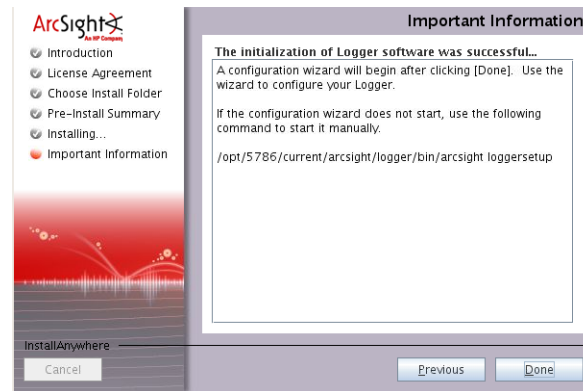 ArcSight
An HP Company
Introduction
License Agreement
Choose Install Folder
Pre-Install Summary
Installing...
Important Information
InstallAnywhere
Cancel
Important Information
The initialization of Logger software was successful...
A configuration wizard will begin after clicking [Done]. Use the
wizard to configure your Logger.
If the configuration wizard does not start, use the following
command to start it manually.
/opt/5786/current/arcsight/logger/bin/arcsight loggersetup
Previous
Done